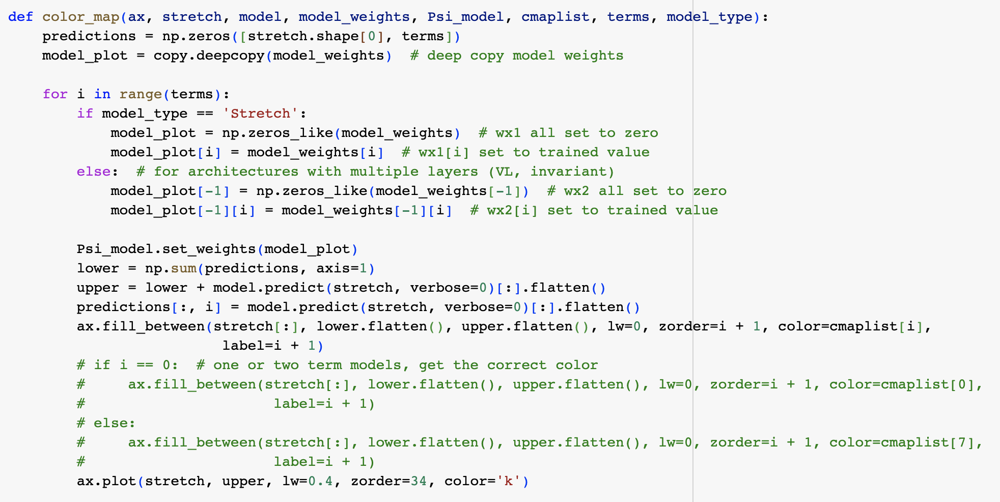 def color_map(ax, stretch, model, model_weights, Psi_model, cmaplist, terms, model_type):
    predictions = np.zeros([stretch.shape[0], terms])
    model_plot = copy.deepcopy(model_weights)  # deep copy model weights

    for i in range(terms):
        if model_type == 'Stretch':
            model_plot = np.zeros_like(model_weights)  # wx1 all set to zero
            model_plot[i] = model_weights[i]  # wx1[i] set to trained value
        else:  # for architectures with multiple layers (VL, invariant)
            model_plot[-1] = np.zeros_like(model_weights[-1])  # wx2 all set to zero
            model_plot[-1][i] = model_weights[-1][i]  # wx2[i] set to trained value

        Psi_model.set_weights(model_plot)
        lower = np.sum(predictions, axis=1)
        upper = lower + model.predict(stretch, verbose=0)[:].flatten()
        predictions[:, i] = model.predict(stretch, verbose=0)[:].flatten()
        ax.fill_between(stretch[:], lower.flatten(), upper.flatten(), lw=0, zorder=i + 1, color=cmaplist[i],
                         label=i + 1)
        # if i == 0:  # one or two term models, get the correct color
        #     ax.fill_between(stretch[:], lower.flatten(), upper.flatten(), lw=0, zorder=i + 1, color=cmaplist[0],
        #                      label=i + 1)
        # else:
        #     ax.fill_between(stretch[:], lower.flatten(), upper.flatten(), lw=0, zorder=i + 1, color=cmaplist[7],
        #                      label=i + 1)
        ax.plot(stretch, upper, lw=0.4, zorder=34, color='k')